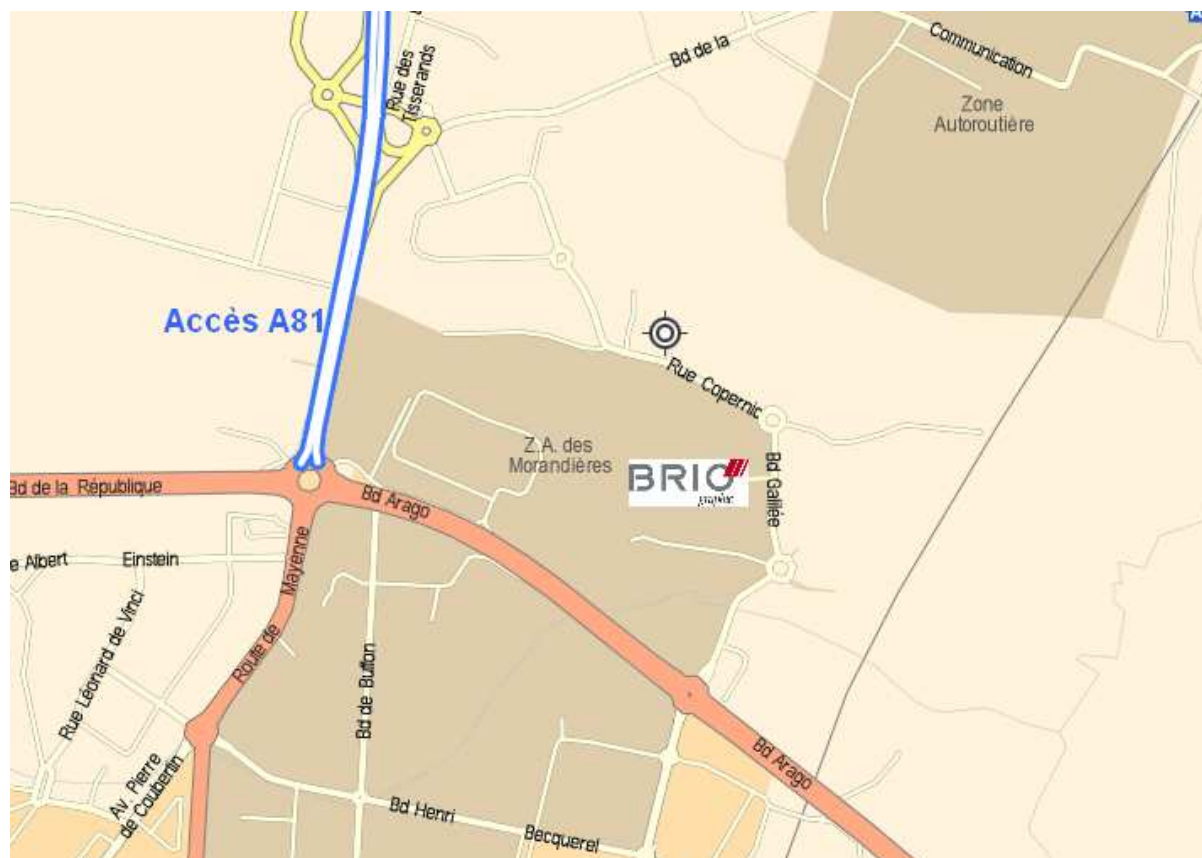 A
Communication
Bd de la
Rue des
Tisserands
Zone
Autoroutière
Accès A81
Rue Copernic
Z.A. des
Morandières
BRIO
graphic
Bd Galilée
Bd de la République
Bd Arago
e Albert
Einstein
Mayenne
Route de
Rue Léonard de Vinci
Bd de Buffon
Av. Pierre
de Coubertin
Bd Arago
Bd Henri
Becquerel